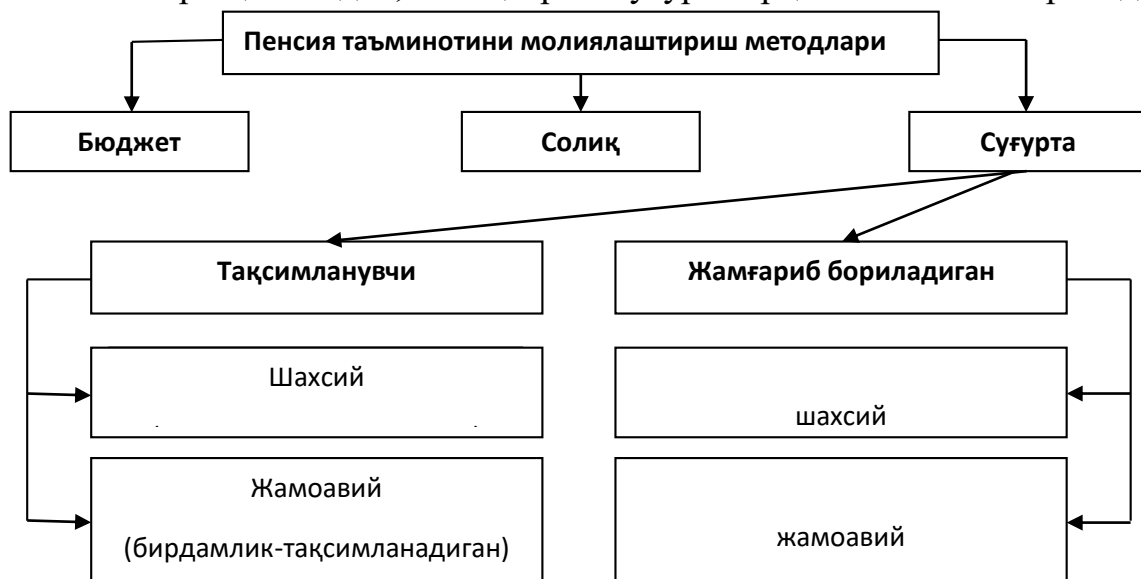 Пенсия таъминотини молиялаштириш методлари
Бюджет
Солиқ
Суғурта
Тақсимланувчи
Жамғариб бориладиган
Шахсий
шахсий
Жамоавий
(бирдамлик-тақсимланадиган)
жамоавий